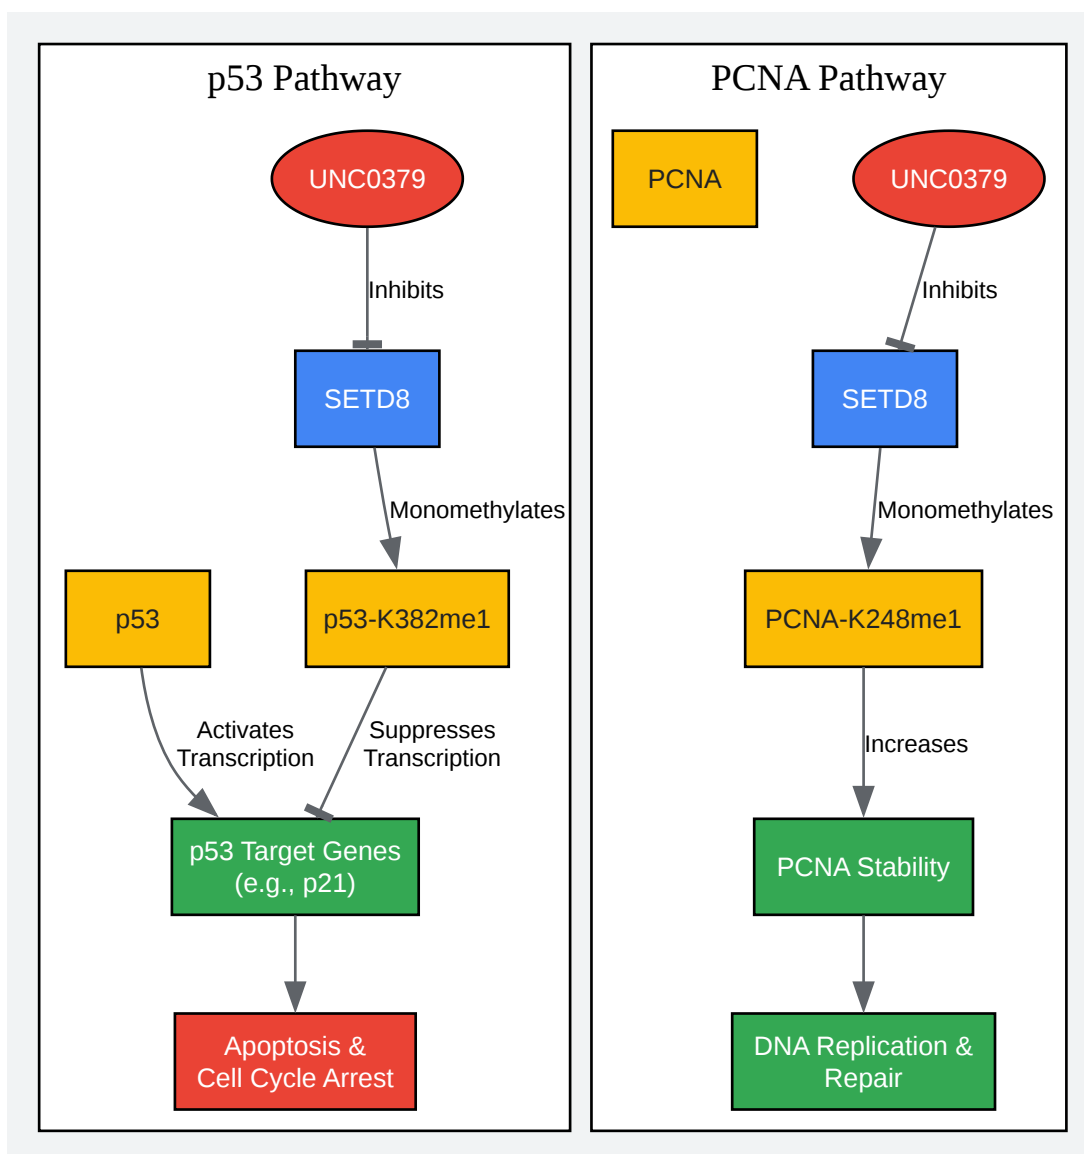 p53 Pathway
UNC0379
Inhibits
SETD8
Monomethylates
p53
p53-K382me1
Activates
Transcription
Suppresses
Transcription
p53 Target Genes
(e.g., p21)
Apoptosis &
Cell Cycle Arrest
PCNA Pathway
PCNA
UNC0379
Inhibits
SETD8
Monomethylates
PCNA-K248me1
Increases
PCNA Stability
DNA Replication &
Repair